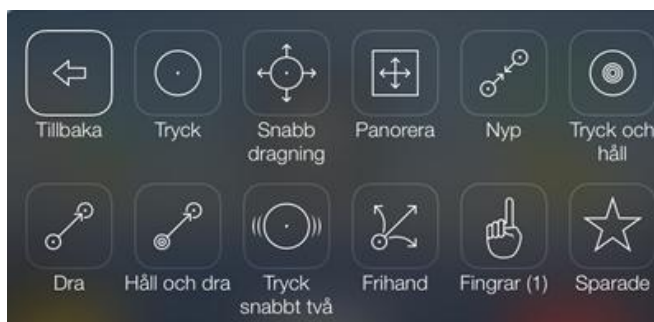 Tillbaka
Tryck
Snabb
dragning
Panorera
Nyp
Tryck och
håll
Dra
Håll och dra
Tryck
snabbt två
Frihand
Fingrar (1)
Sparade